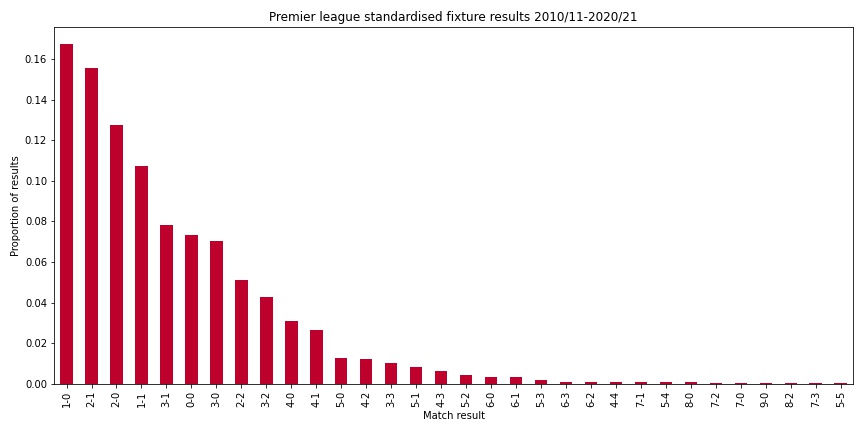 Premier league standardised fixture results 2010/11-2020/21
Proportion of results
0.16
0.14
0.12
0.10
0.08
0.06
0.04
0.02
0.00
1-0 2-1 2-0 1-1 3-1 0-0 3-0 2-2 3-2 4-0 4-1 5-0 4-2 3-3 5-1 4-3 5-2 6-0 6-1 5-3 6-3 6-2 4-4 7-1 5-4 8-0 7-2 7-0 9-0 8-2 7-3 5-5
Match result